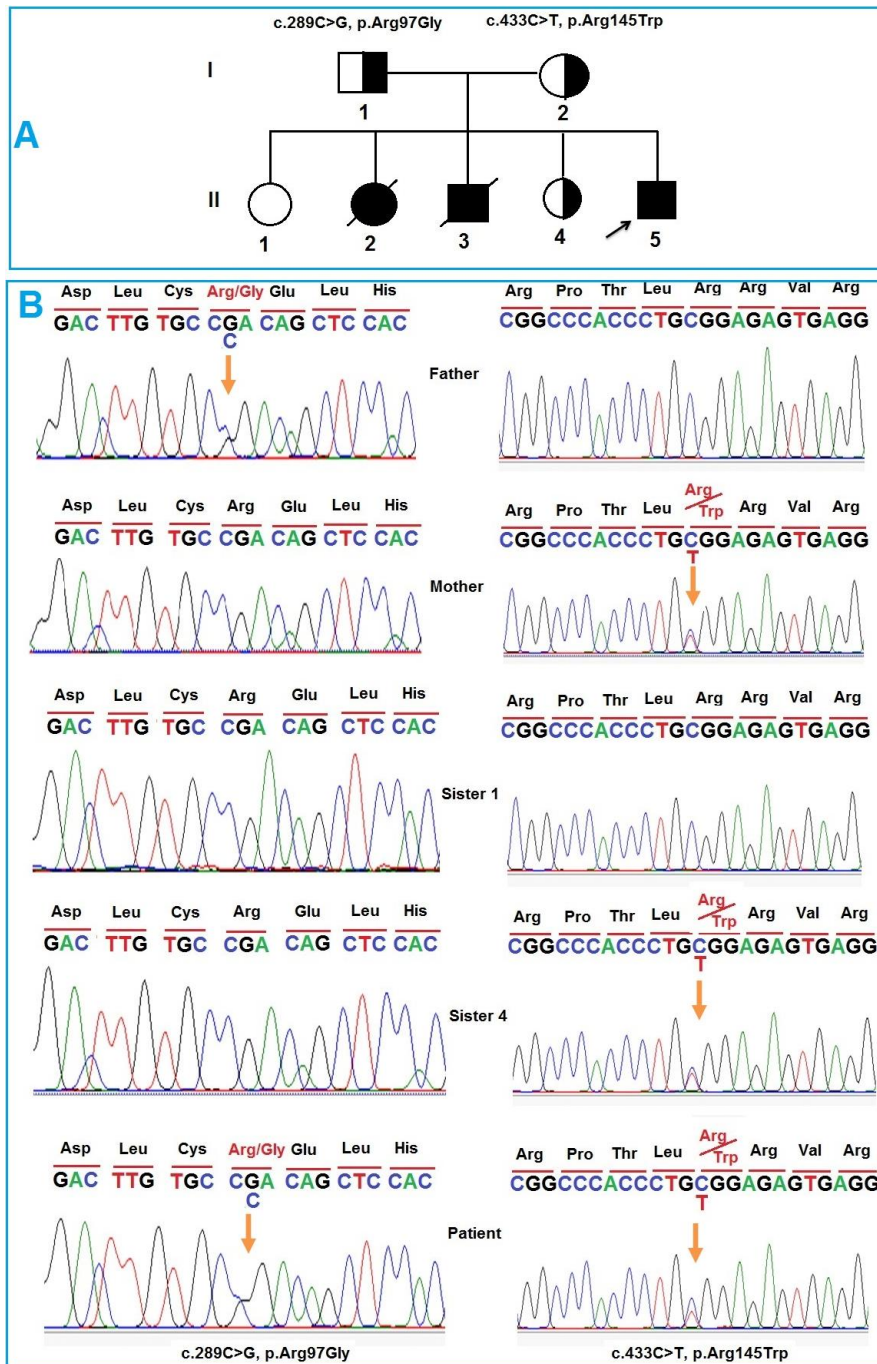 c.289C>G, p.Arg97Gly c.433C>T, p.Arg145Trp
I
1 2
A
II
1 2 3 4 5
B
Asp Leu Cys Arg/Gly Glu Leu His
GAC TTG TGC CGA CAG CTC CAC
C
Arg Pro Thr Leu Arg Arg Val Arg
CGGCCCACCCTGCGGAGAGTGAGG
Father
Asp Leu Cys Arg Glu Leu His
GAC TTG TGC CGA CAG CTC CAC
Arg Pro Thr Leu Arg/Trp Arg Val Arg
CGGCCCACCCTGCGGAGAGTGAGG
T
Mother
Asp Leu Cys Arg Glu Leu His
GAC TTG TGC CGA CAG CTC CAC
Arg Pro Thr Leu Arg Arg Val Arg
CGGCCCACCCTGCGGAGAGTGAGG
Sister 1
Asp Leu Cys Arg Glu Leu His
GAC TTG TGC CGA CAG CTC CAC
Arg Pro Thr Leu Arg/Trp Arg Val Arg
CGGCCCACCCTGCGGAGAGTGAGG
T
Sister 4
Asp Leu Cys Arg/Gly Glu Leu His
GAC TTG TGC CGA CAG CTC CAC
C
Arg Pro Thr Leu Arg/Trp Arg Val Arg
CGGCCCACCCTGCGGAGAGTGAGG
T
Patient
c.289C>G, p.Arg97Gly c.433C>T, p.Arg145Trp